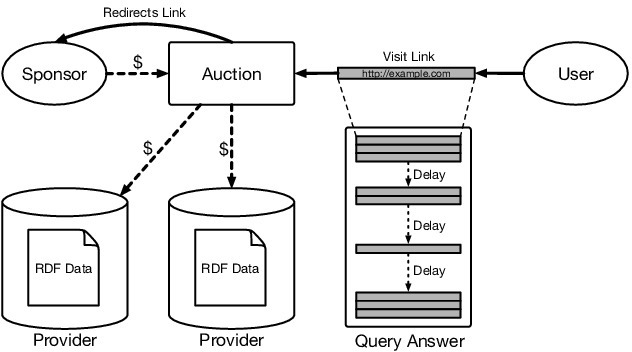 Redirects Link
Sponsor
$
Auction
Visit Link
http://example.com
User
$
$
Delay
Delay
Delay
RDF Data
RDF Data
Provider
Provider
Query Answer